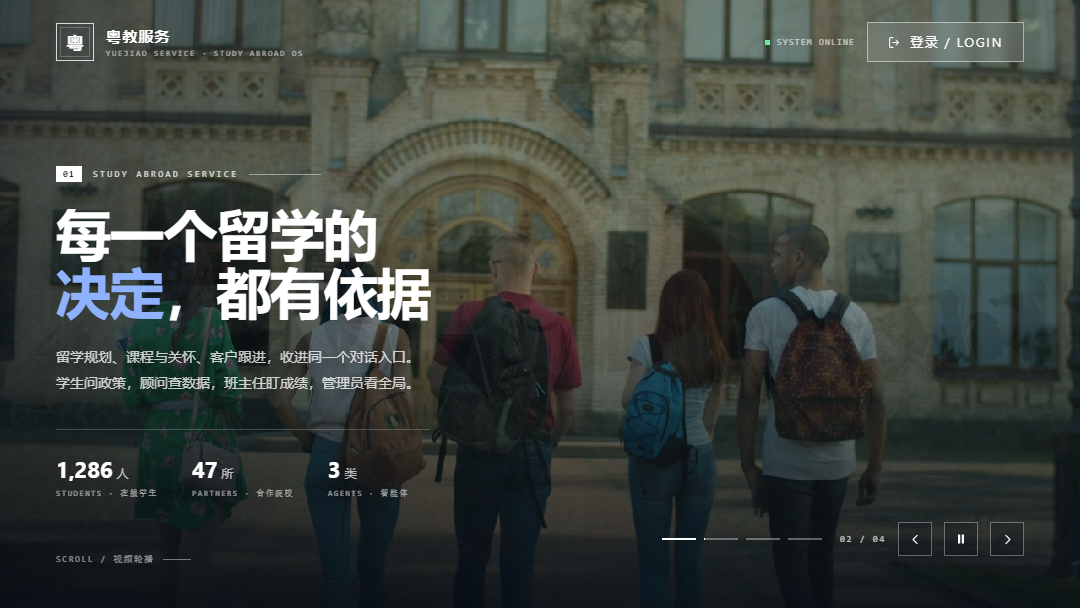 粤
粤教服务
YUEJIAO SERVICE · STUDY ABROAD OS
SYSTEM ONLINE
登录 / LOGIN
01 STUDY ABROAD SERVICE
每一个留学的
决定，都有依据
留学规划、课程与关怀、客户跟进，收进同一个对话入口。
学生问政策，顾问查数据，班主任盯成绩，管理员看全局。
1,286 人
STUDENTS · 在服学生
47 所
PARTNERS · 合作院校
3 类
AGENTS · 智能体
02 / 04
SCROLL / 视频轮播